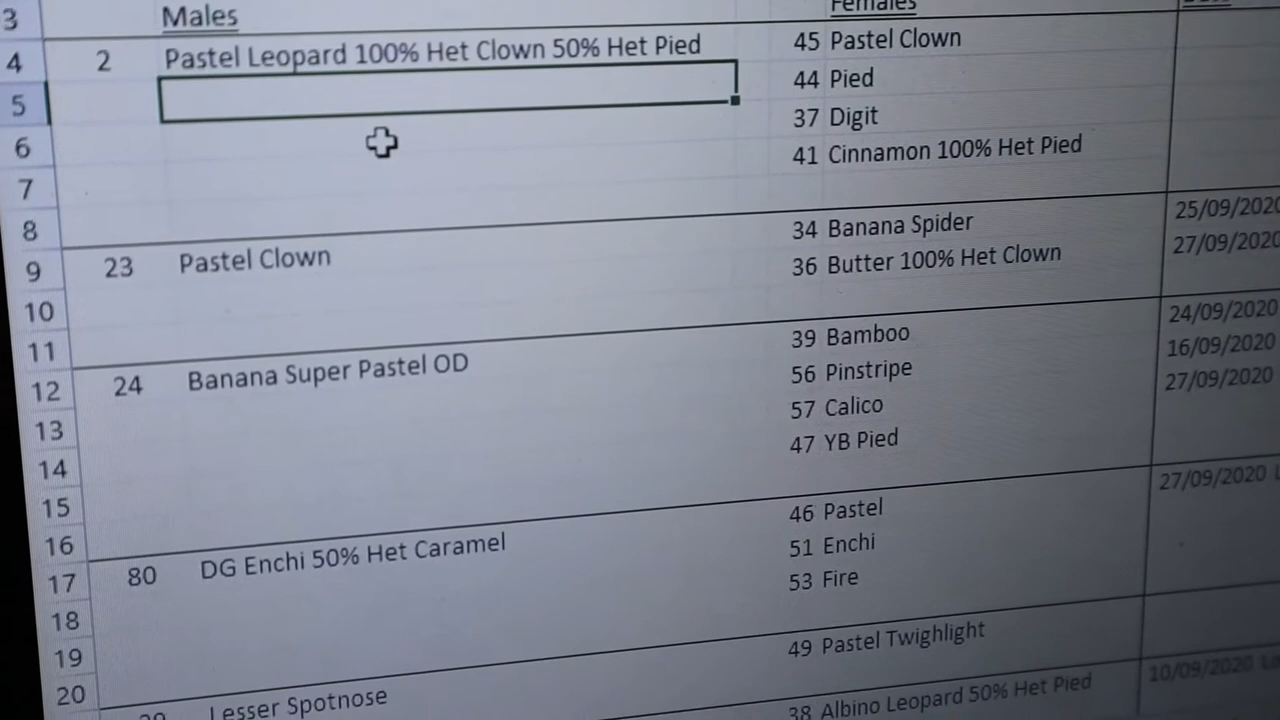 3 Males Females
4 2 Pastel Leopard 100% Het Clown 50% Het Pied 45 Pastel Clown
5 44 Pied
6 37 Digit
7 41 Cinnamon 100% Het Pied
8 25/09/2020
9 23 Pastel Clown 34 Banana Spider 27/09/2020
10 36 Butter 100% Het Clown
11 24/09/2020
12 24 Banana Super Pastel OD 39 Bamboo 16/09/2020
13 56 Pinstripe 27/09/2020
14 57 Calico
15 47 YB Pied
16 27/09/2020
17 80 DG Enchi 50% Het Caramel 46 Pastel
18 51 Enchi
19 53 Fire
20 Lesser Spotnose 49 Pastel Twighlight 10/09/2020
38 Albino Leopard 50% Het Pied